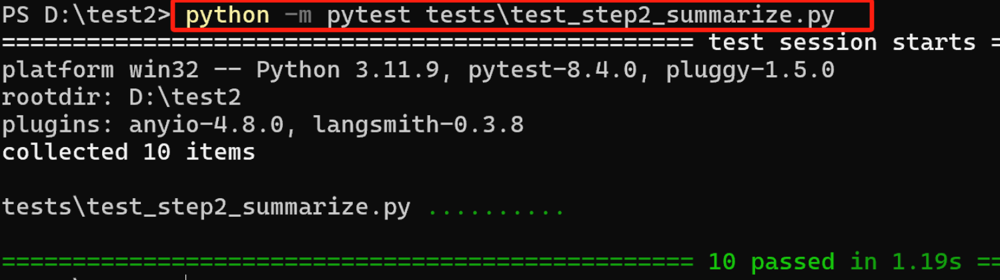 PS D:\test2> python -m pytest tests\test_step2_summarize.py
================================================= test session starts =
platform win32 -- Python 3.11.9, pytest-8.4.0, pluggy-1.5.0
rootdir: D:\test2
plugins: anyio-4.8.0, langsmith-0.3.8
collected 10 items
tests\test_step2_summarize.py ..........
================================================= 10 passed in 1.19s ==